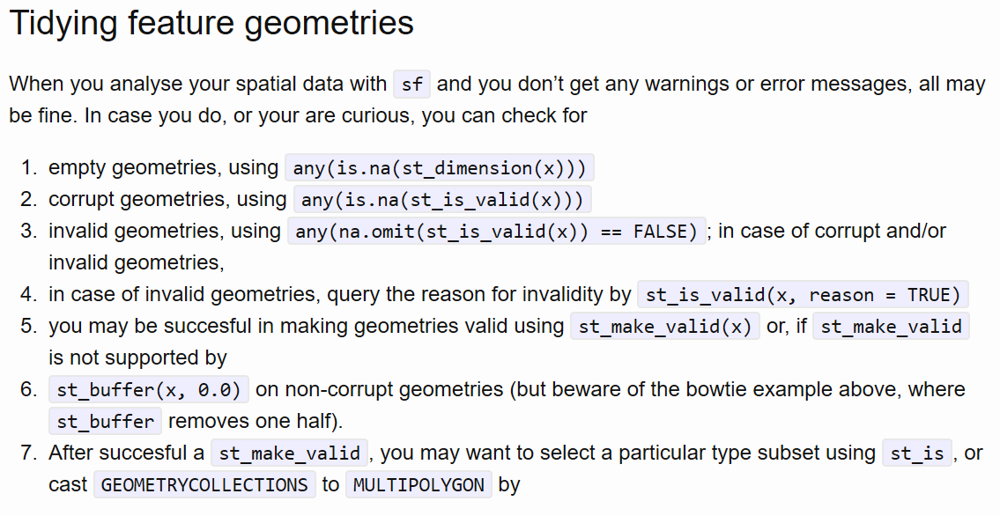 Tidying feature geometries
When you analyse your spatial data with sf and you don’t get any warnings or error messages, all may
be fine. In case you do, or your are curious, you can check for
1. empty geometries, using any(is.na(st_dimension(x)))
2. corrupt geometries, using any(is.na(st_is_valid(x)))
3. invalid geometries, using any(na.omit(st_is_valid(x)) == FALSE) ; in case of corrupt and/or
invalid geometries,
4. in case of invalid geometries, query the reason for invalidity by st_is_valid(x, reason = TRUE)
5. you may be succesful in making geometries valid using st_make_valid(x) or, if st_make_valid
is not supported by
6. st_buffer(x, 0.0) on non-corrupt geometries (but beware of the bowtie example above, where
st_buffer removes one half).
7. After succesful a st_make_valid , you may want to select a particular type subset using st_is , or
cast GEOMETRYCOLLECTIONS to MULTIPOLYGON by